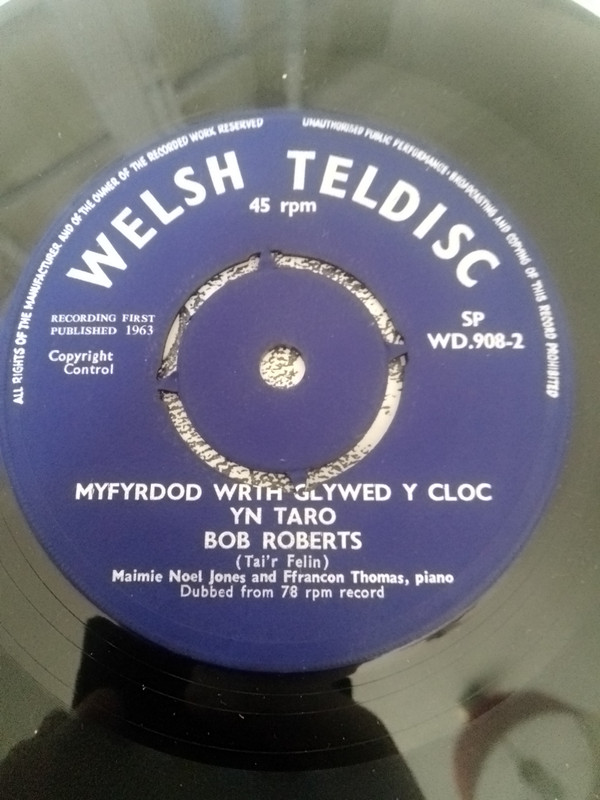 ALL RIGHTS OF THE MANUFACTURER AND OF THE OWNER OF THE RECORDED WORK RESERVED
UNAUTHORISED PUBLIC PERFORMANCE · BROADCASTING AND COPYING OF THIS RECORD PROHIBITED
WELSH TELDISC
45 rpm
RECORDING FIRST
PUBLISHED 1963
Copyright
Control
SP
WD.908-2
MYFYRDOD WRTH GLYWED Y CLOC
YN TARO
BOB ROBERTS
(Tai'r Felin)
Maimie Noel Jones and Ffrancon Thomas, piano
Dubbed from 78 rpm record